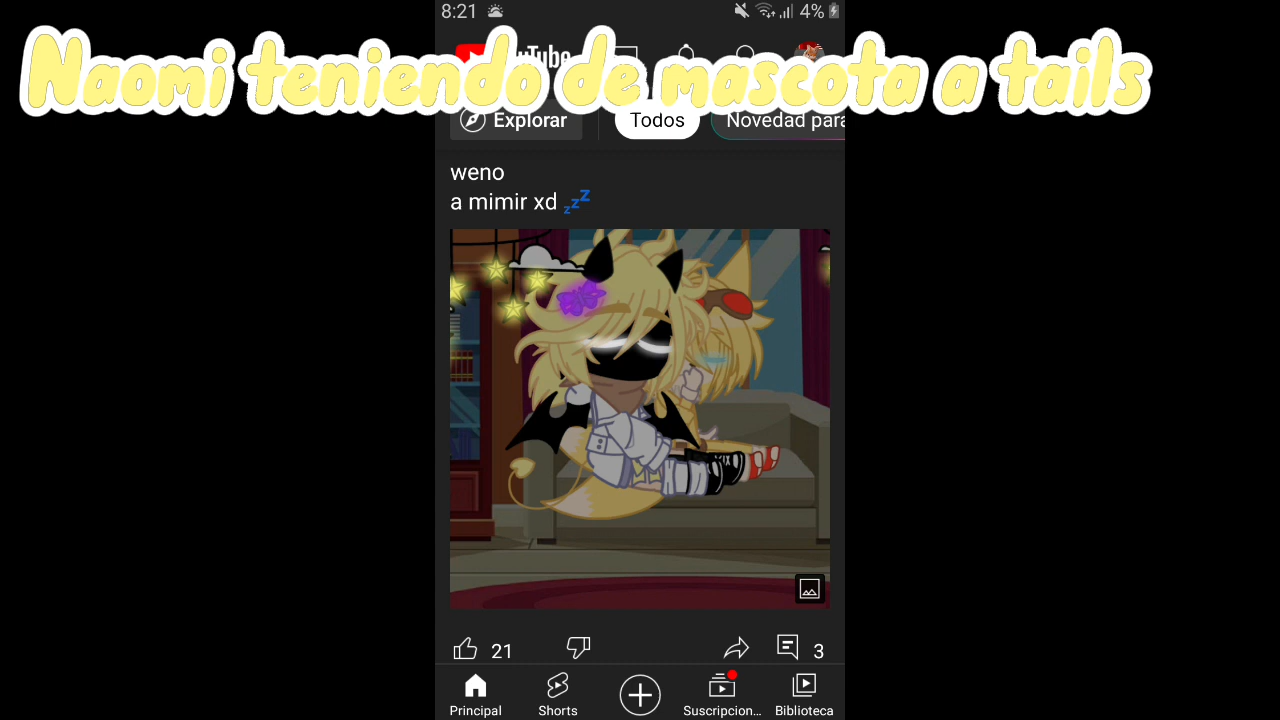 8:21
4%
Naomi teniendo de mascota a tails
Explorar
Todos
Novedad para
weno
a mimir xd 💤
21
3
Principal
Shorts
Suscripcion...
Biblioteca